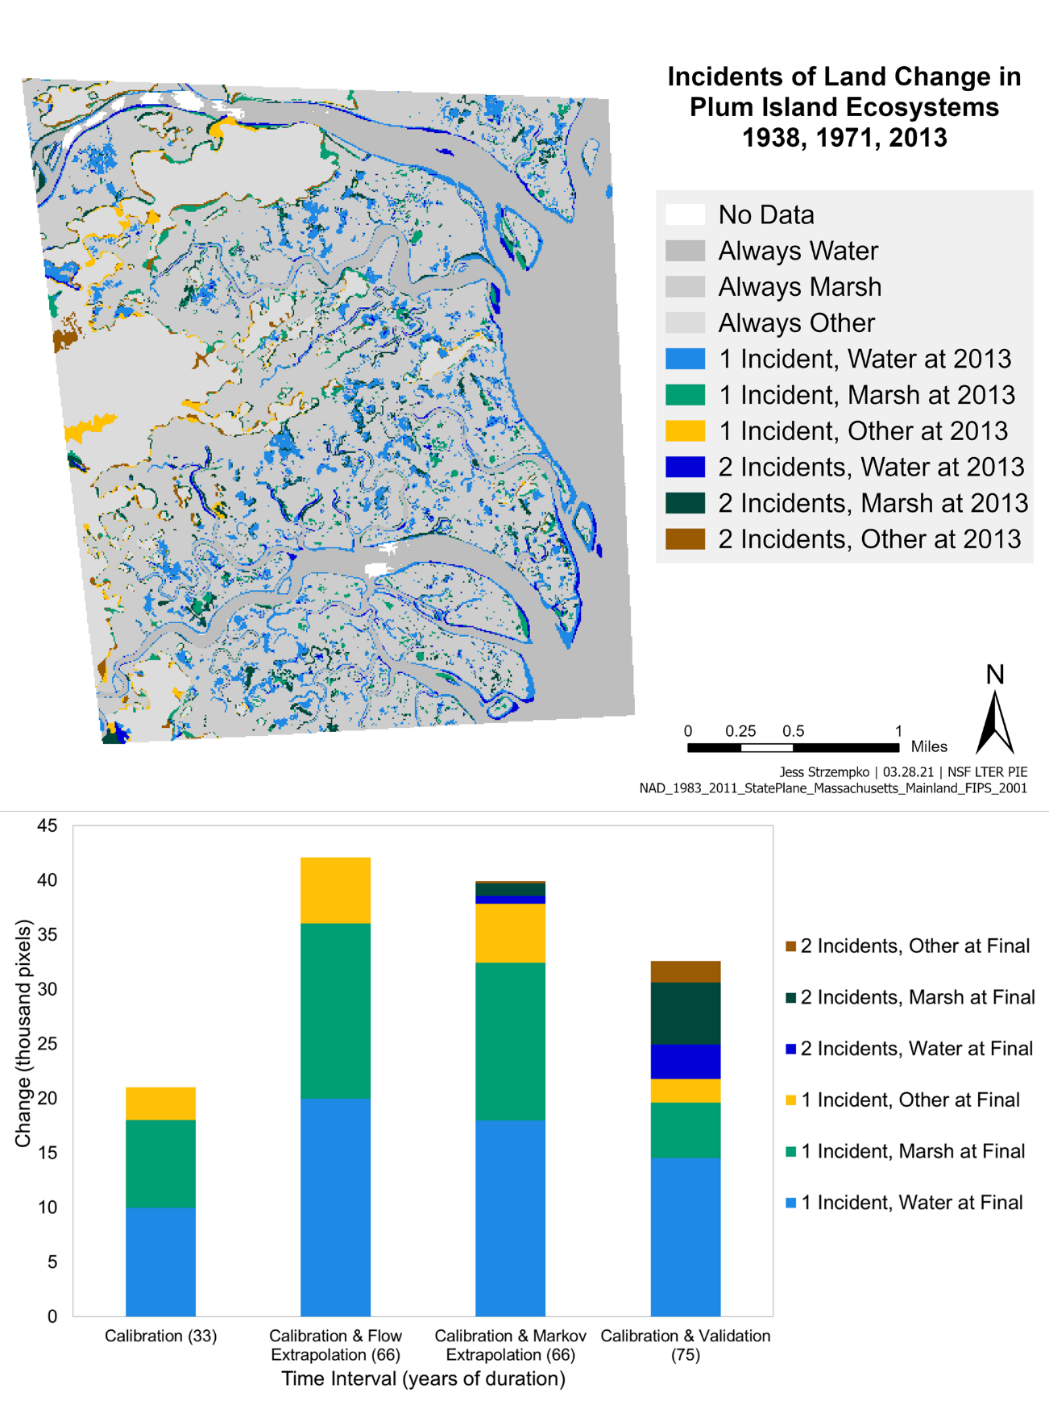 Incidents of Land Change in
Plum Island Ecosystems
1938, 1971, 2013
No Data
Always Water
Always Marsh
Always Other
1 Incident, Water at 2013
1 Incident, Marsh at 2013
1 Incident, Other at 2013
2 Incidents, Water at 2013
2 Incidents, Marsh at 2013
2 Incidents, Other at 2013
N
0 0.25 0.5 1
Miles
Jess Strzempko | 03.28.21 | NSF LTER PIE
NAD_1983_2011_StatePlane_Massachusetts_Mainland_FIPS_2001
Change (thousand pixels)
45
40
35
30
25
20
15
10
5
0
Calibration (33)
Calibration & Flow
Extrapolation (66)
Calibration & Markov
Extrapolation (66)
Calibration & Validation
(75)
Time Interval (years of duration)
2 Incidents, Other at Final
2 Incidents, Marsh at Final
2 Incidents, Water at Final
1 Incident, Other at Final
1 Incident, Marsh at Final
1 Incident, Water at Final